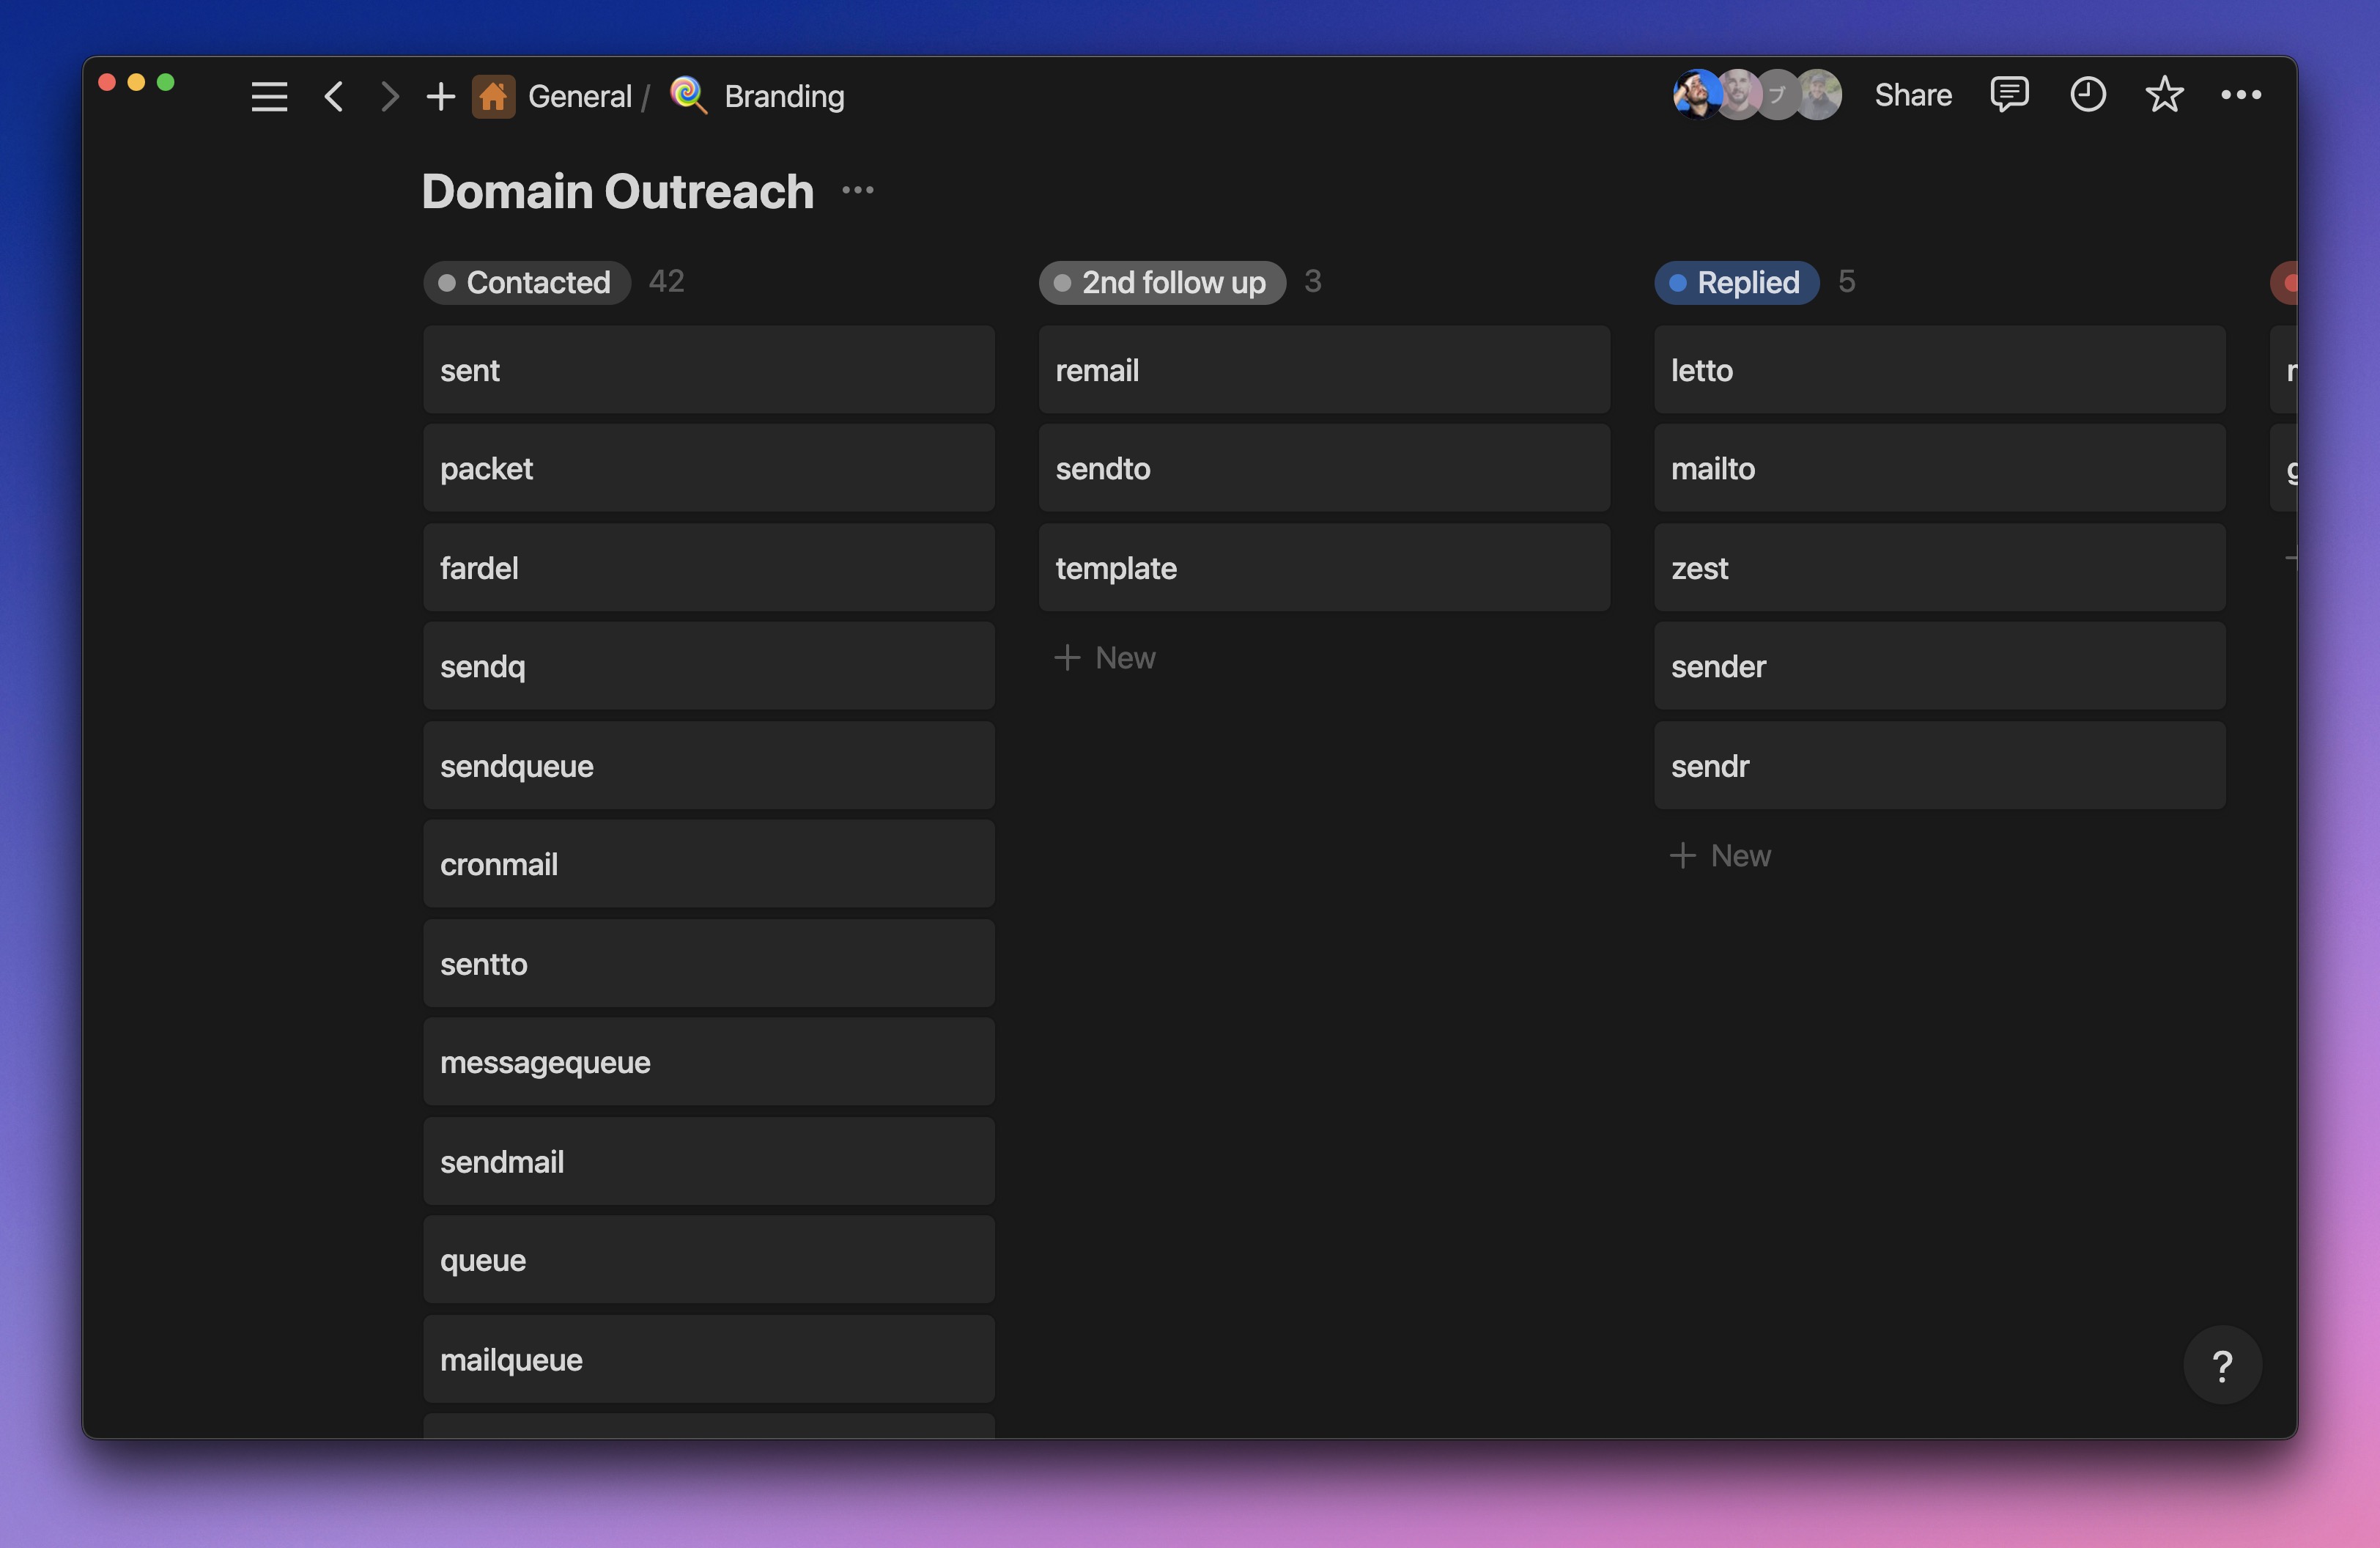 General / Branding
ブ
Share
Domain Outreach
Contacted 42
sent
packet
fardel
sendq
sendqueue
cronmail
sentto
messagequeue
sendmail
queue
mailqueue
2nd follow up 3
remail
sendto
template
New
Replied 5
letto
mailto
zest
sender
sendr
New
?